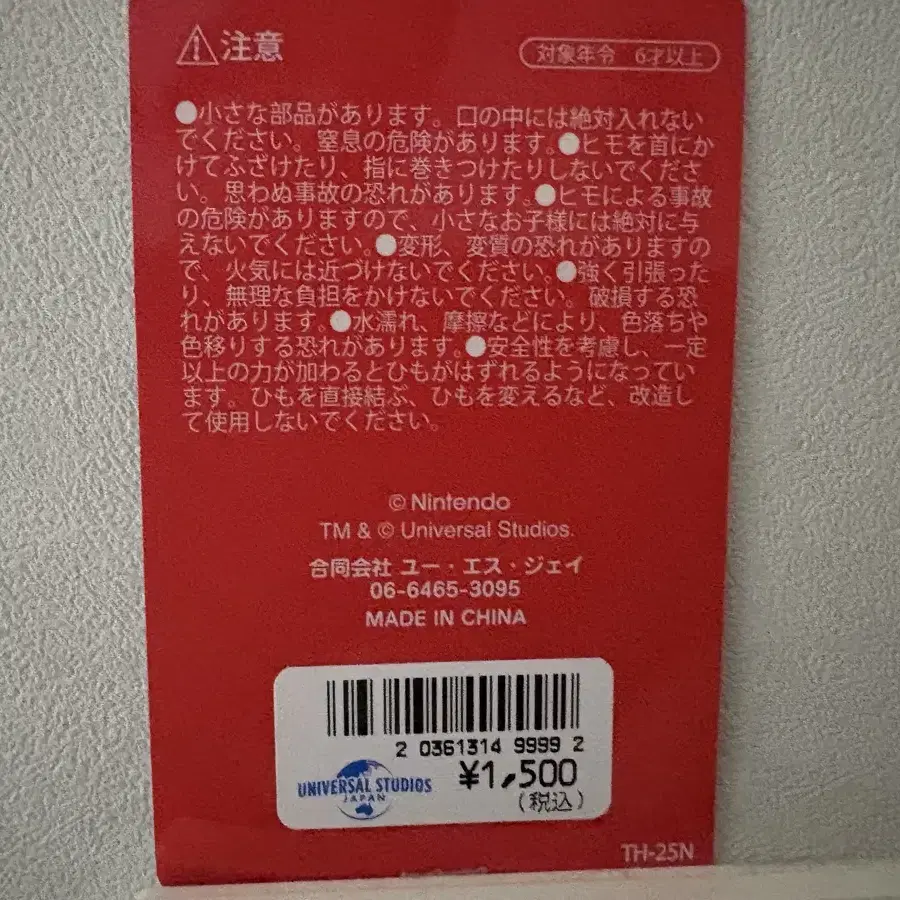 ⚠注意
対象年令 6才以上
●小さな部品があります。口の中には絶対入れない
でください。窒息の危険があります。●ヒモを首にか
けてふざけたり、指に巻きつけたりしないでくださ
い。思わぬ事故の恐れがあります。●ヒモによる事故
の危険がありますので、小さなお子様には絶対に与
えないでください。●変形、変質の恐れがありますの
で、火気には近づけないでください。●強く引張った
り、無理な負担をかけないでください。破損する恐
れがあります。●水濡れ、摩擦などにより、色落ちや
色移りする恐れがあります。●安全性を考慮し、一定
以上の力が加わるとひもがはずれるようになってい
ます。ひもを直接結ぶ、ひもを変えるなど、改造し
て使用しないでください。
© Nintendo
TM & © Universal Studios.
合同会社 ユー・エス・ジェイ
06-6465-3095
MADE IN CHINA
2 0361314 9999 2
UNIVERSAL STUDIOS
JAPAN
¥1,500
(税込)
TH-25N